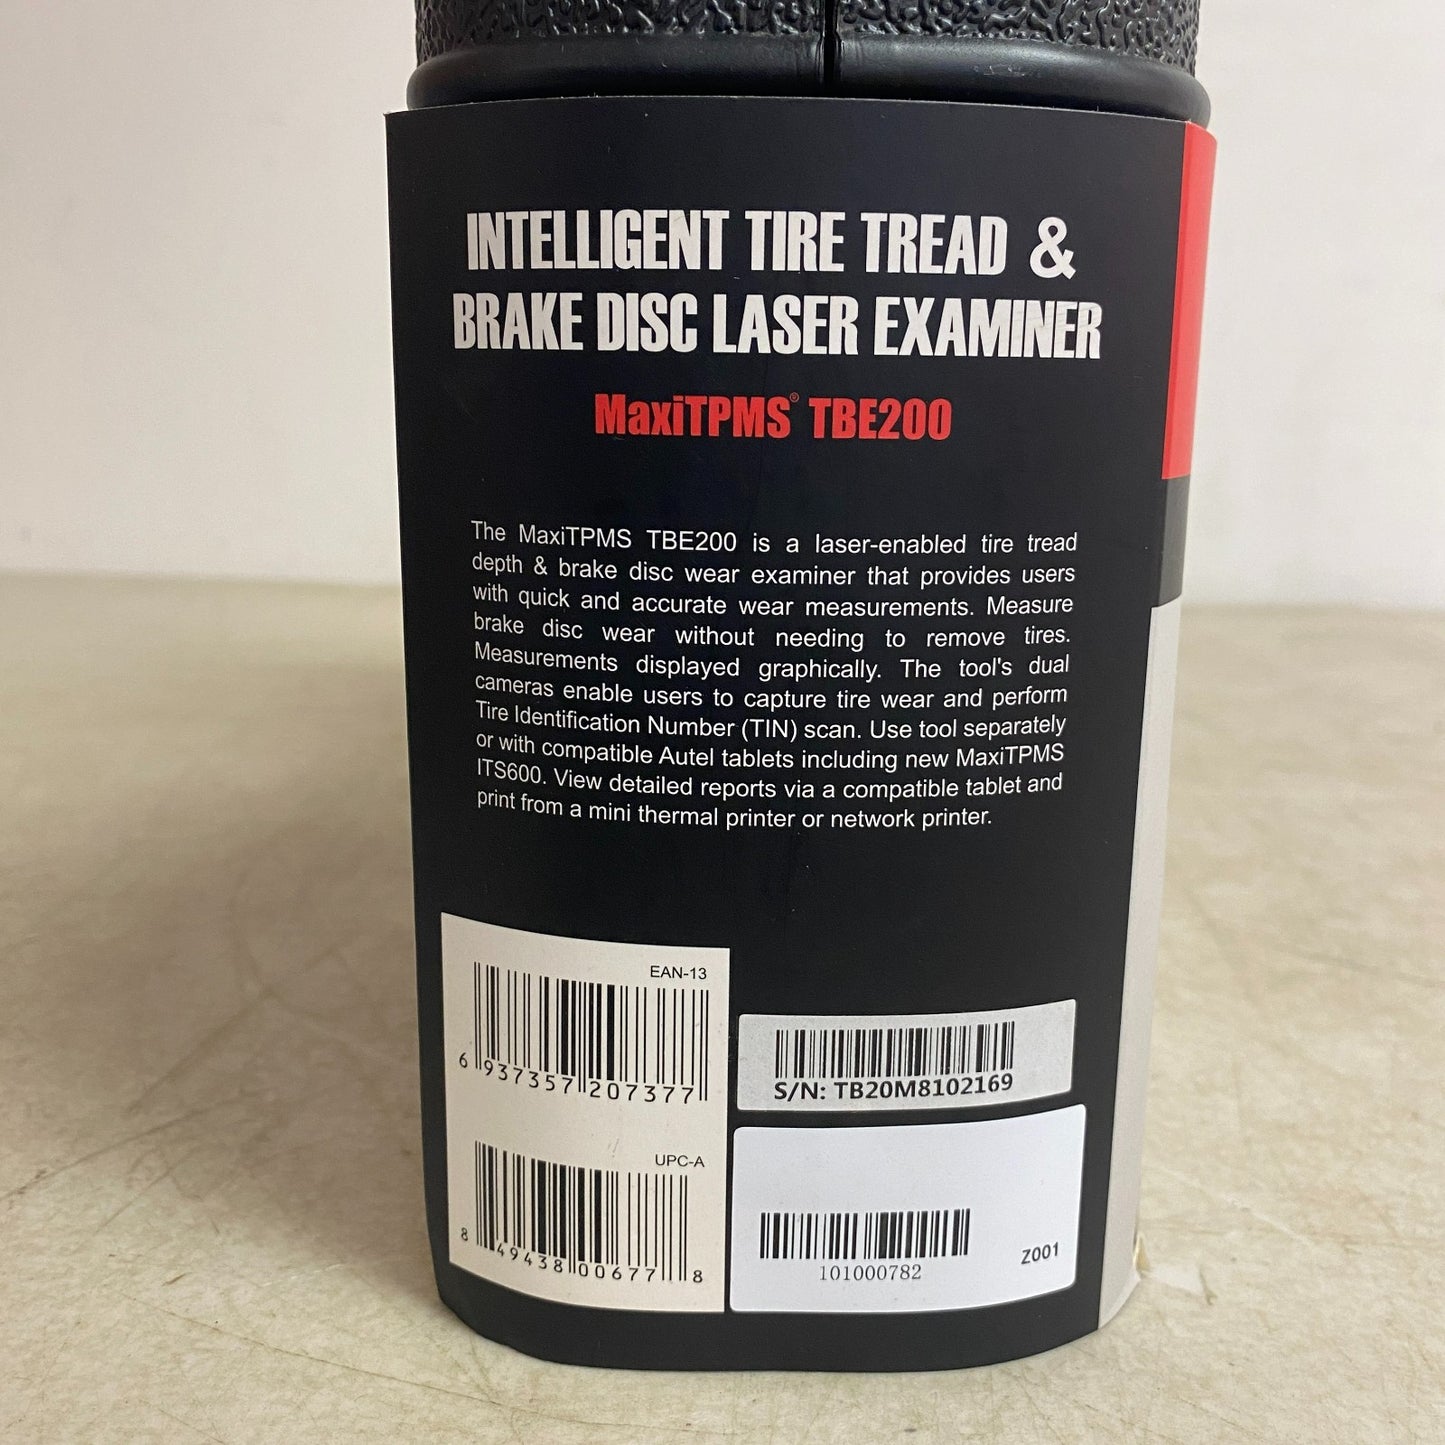 INTELLIGENT TIRE TREAD &
BRAKE DISC LASER EXAMINER
MaxiTPMS® TBE200
The MaxiTPMS TBE200 is a laser-enabled tire tread
depth & brake disc wear examiner that provides users
with quick and accurate wear measurements. Measure
brake disc wear without needing to remove tires.
Measurements displayed graphically. The tool's dual
cameras enable users to capture tire wear and perform
Tire Identification Number (TIN) scan. Use tool separately
or with compatible Autel tablets including new MaxiTPMS
ITS600. View detailed reports via a compatible tablet and
print from a mini thermal printer or network printer.
EAN-13
6 937357 207377
S/N: TB20M8102169
UPC-A
8 49438 00677 8
101000782
Z001